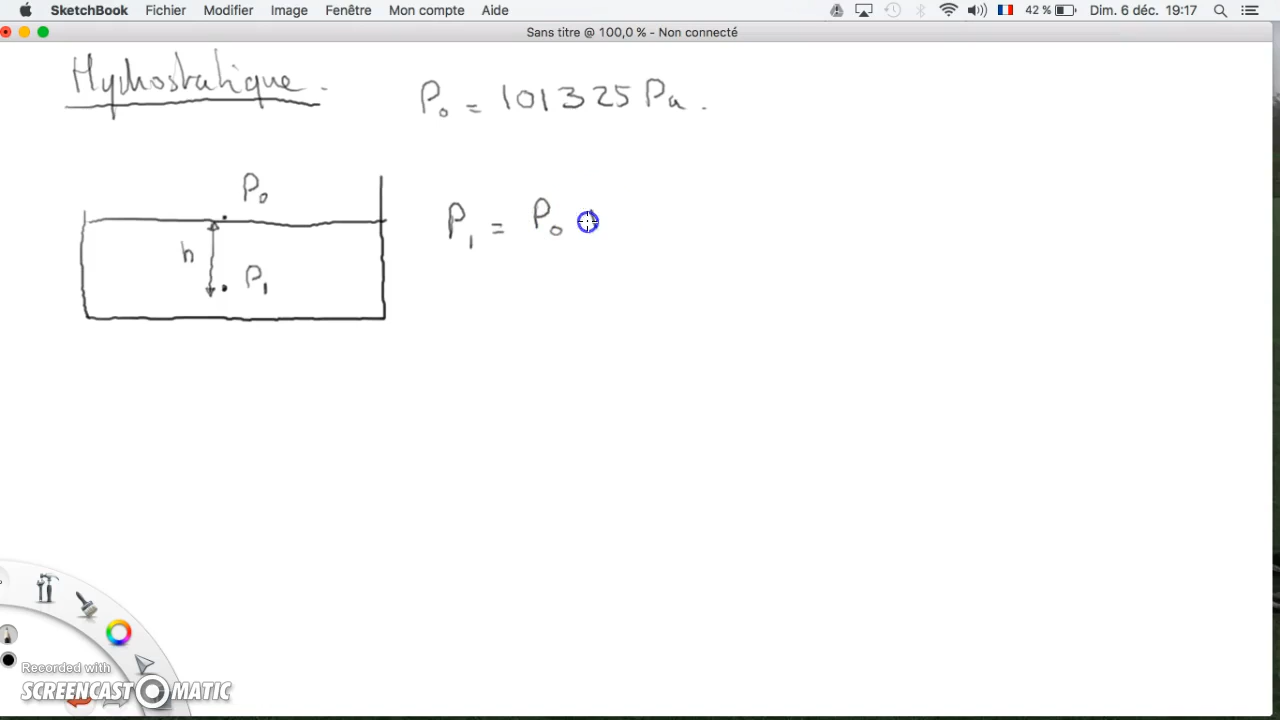 SketchBook Fichier Modifier Image Fenêtre Mon compte Aide 42 % Dim. 6 déc. 19:17
Sans titre @ 100,0 % - Non connecté
Hydrostatique.
P₀ = 101325 Pa.
P₀
P₁ = P₀
h
P₁
Recorded with
SCREENCAST MATIC